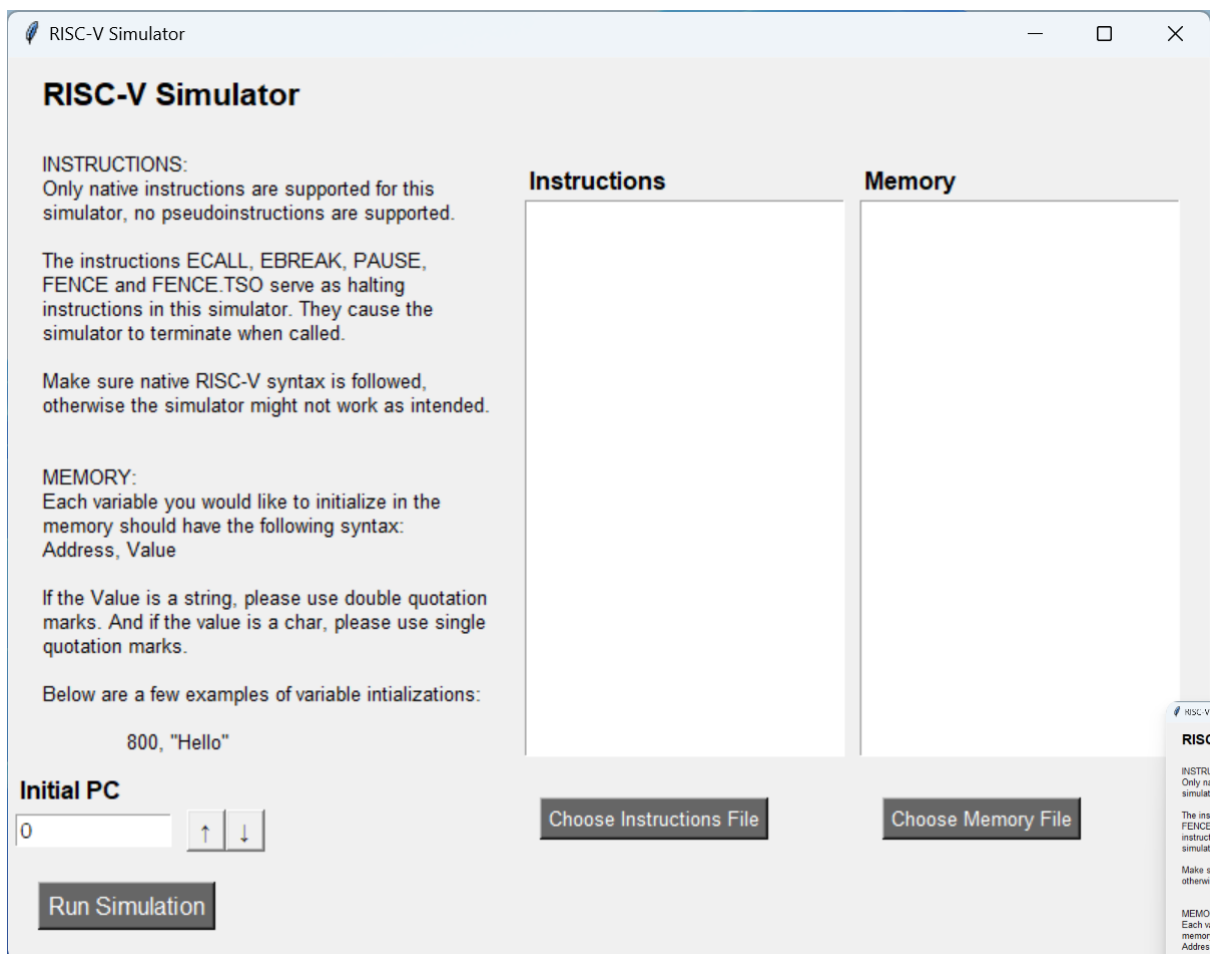 RISC-V Simulator
RISC-V Simulator
INSTRUCTIONS:
Only native instructions are supported for this
simulator, no pseudoinstructions are supported.
The instructions ECALL, EBREAK, PAUSE,
FENCE and FENCE.TSO serve as halting
instructions in this simulator. They cause the
simulator to terminate when called.
Make sure native RISC-V syntax is followed,
otherwise the simulator might not work as intended.
MEMORY:
Each variable you would like to initialize in the
memory should have the following syntax:
Address, Value
If the Value is a string, please use double quotation
marks. And if the value is a char, please use single
quotation marks.
Below are a few examples of variable intializations:
800, "Hello"
Instructions
Memory
Initial PC
0
↑ ↓
Choose Instructions File
Choose Memory File
Run Simulation
RISC-V